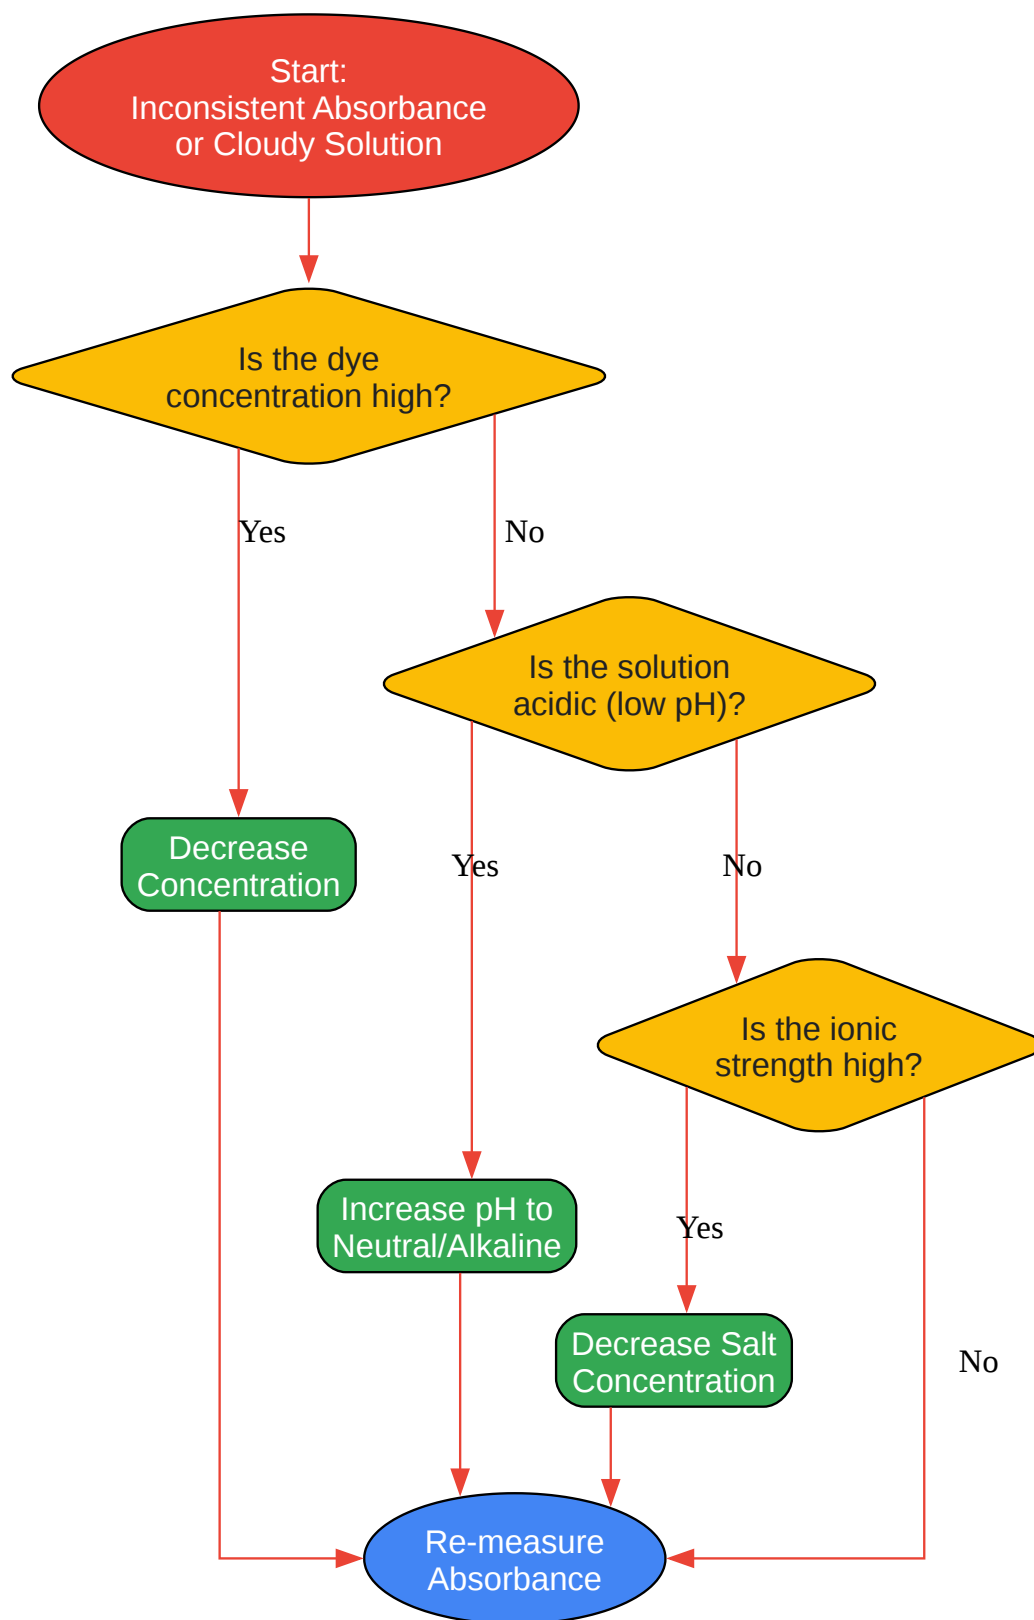 Start:
Inconsistent Absorbance
or Cloudy Solution
Is the dye
concentration high?
Yes
No
Is the solution
acidic (low pH)?
Decrease
Concentration
Yes
No
Is the ionic
strength high?
Increase pH to
Neutral/Alkaline
Yes
Decrease Salt
Concentration
No
Re-measure
Absorbance